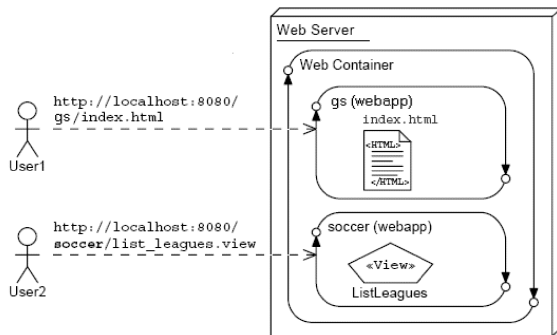 Web Server
Web Container
http://localhost:8080/
gs/index.html
User1
gs (webapp)
index.html
<HTML>
</HTML>
http://localhost:8080/
soccer/list_leagues.view
User2
soccer (webapp)
«View»
ListLeagues